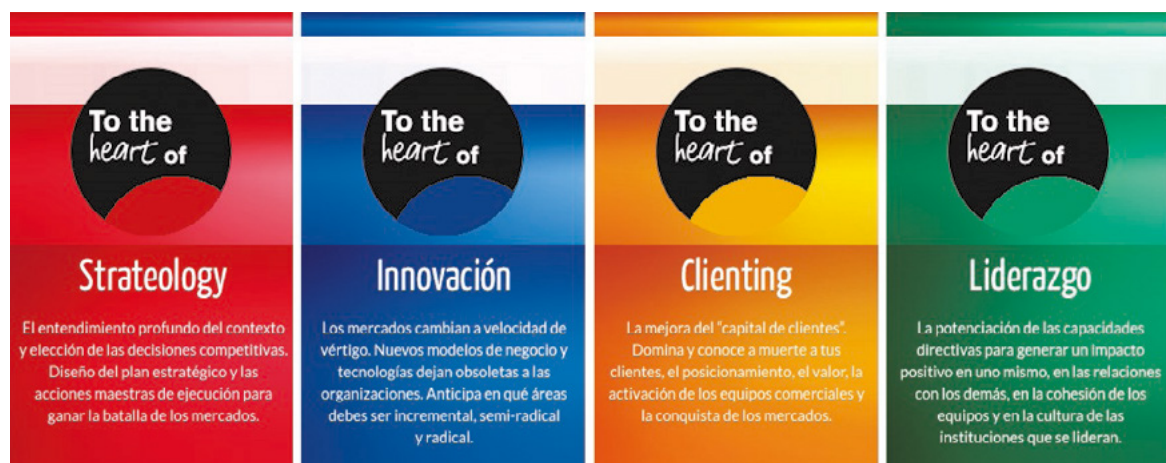 To the
heart of
Strateology
El entendimiento profundo del contexto
y elección de las decisiones competitivas.
Diseño del plan estratégico y las
acciones maestras de ejecución para
ganar la batalla de los mercados.
To the
heart of
Innovación
Los mercados cambian a velocidad de
vértigo. Nuevos modelos de negocio y
tecnologías dejan obsoletas a las
organizaciones. Anticipa en qué áreas
debes ser incremental, semi-radical
y radical.
To the
heart of
Clienting
La mejora del “capital de clientes”.
Domina y conoce a muerte a tus
clientes, el posicionamiento, el valor, la
activación de los equipos comerciales y
la conquista de los mercados.
To the
heart of
Liderazgo
La potenciación de las capacidades
directivas para generar un impacto
positivo en uno mismo, en las relaciones
con los demás, en la cohesión de los
equipos y en la cultura de las
instituciones que se lideran.